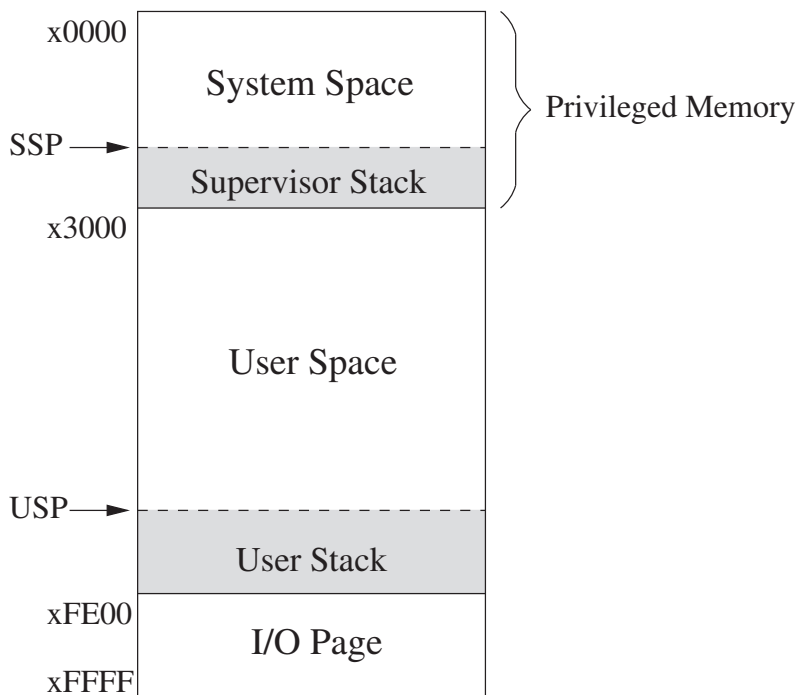 x0000
System Space
Privileged Memory
SSP
Supervisor Stack
x3000
User Space
USP
User Stack
xFE00
I/O Page
xFFFF